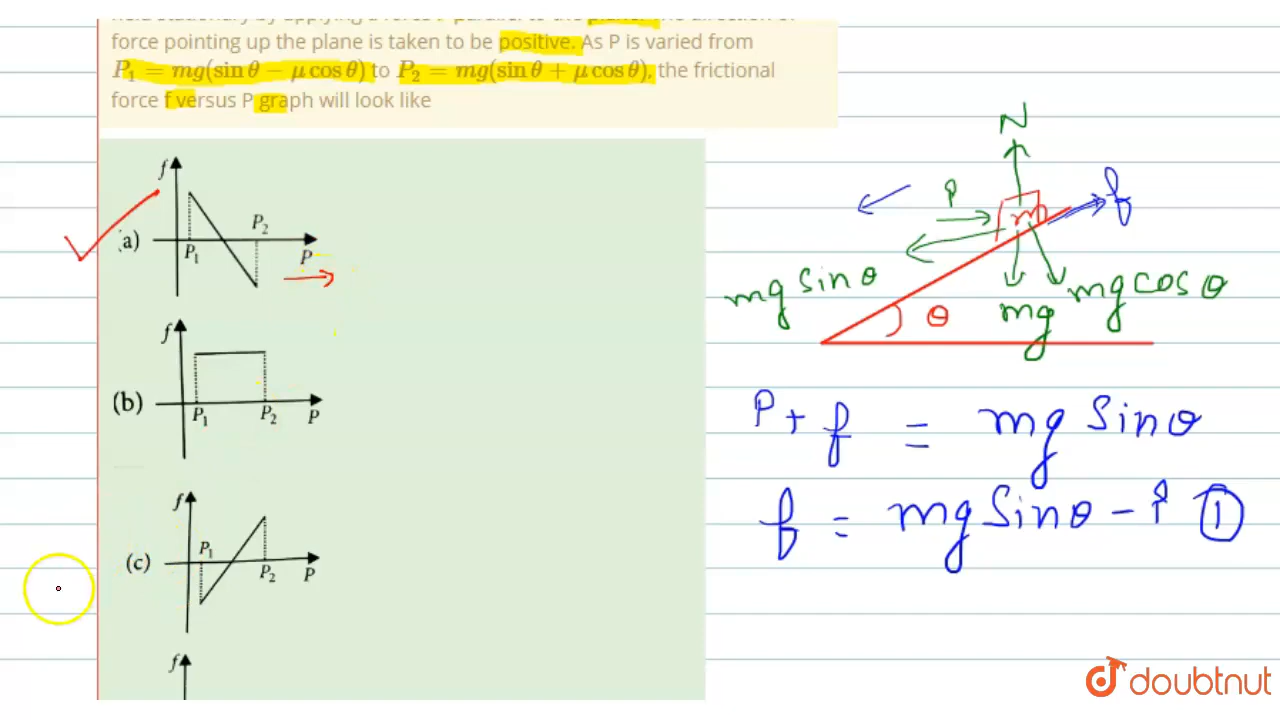 force pointing up the plane is taken to be positive. As P is varied from
P₁ = mg(sin θ − μ cos θ) to P₂ = mg(sin θ + μ cos θ), the frictional
force f versus P graph will look like
f
P₂
(a)
P₁
P
f
(b)
P₁
P₂
P
f
P₁
(c)
P₂
P
f
N
P
f
m
mg sin θ
mg cos θ
θ
mg
P + f = mg sin θ
f = mg sin θ − P ①
doubtnut